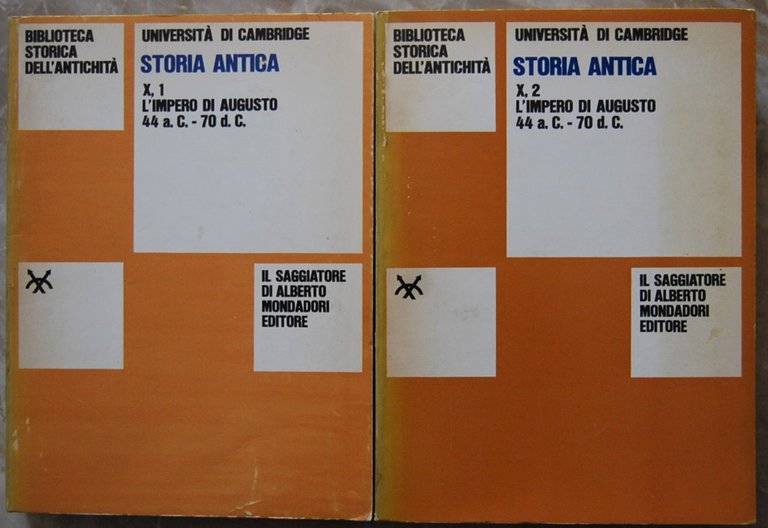 BIBLIOTECA
STORICA
DELL'ANTICHITÀ
UNIVERSITÀ DI CAMBRIDGE
STORIA ANTICA
X, 1
L'IMPERO DI AUGUSTO
44 a. C. - 70 d. C.
IL SAGGIATORE
DI ALBERTO
MONDADORI
EDITORE
BIBLIOTECA
STORICA
DELL'ANTICHITÀ
UNIVERSITÀ DI CAMBRIDGE
STORIA ANTICA
X, 2
L'IMPERO DI AUGUSTO
44 a. C. - 70 d. C.
IL SAGGIATORE
DI ALBERTO
MONDADORI
EDITORE